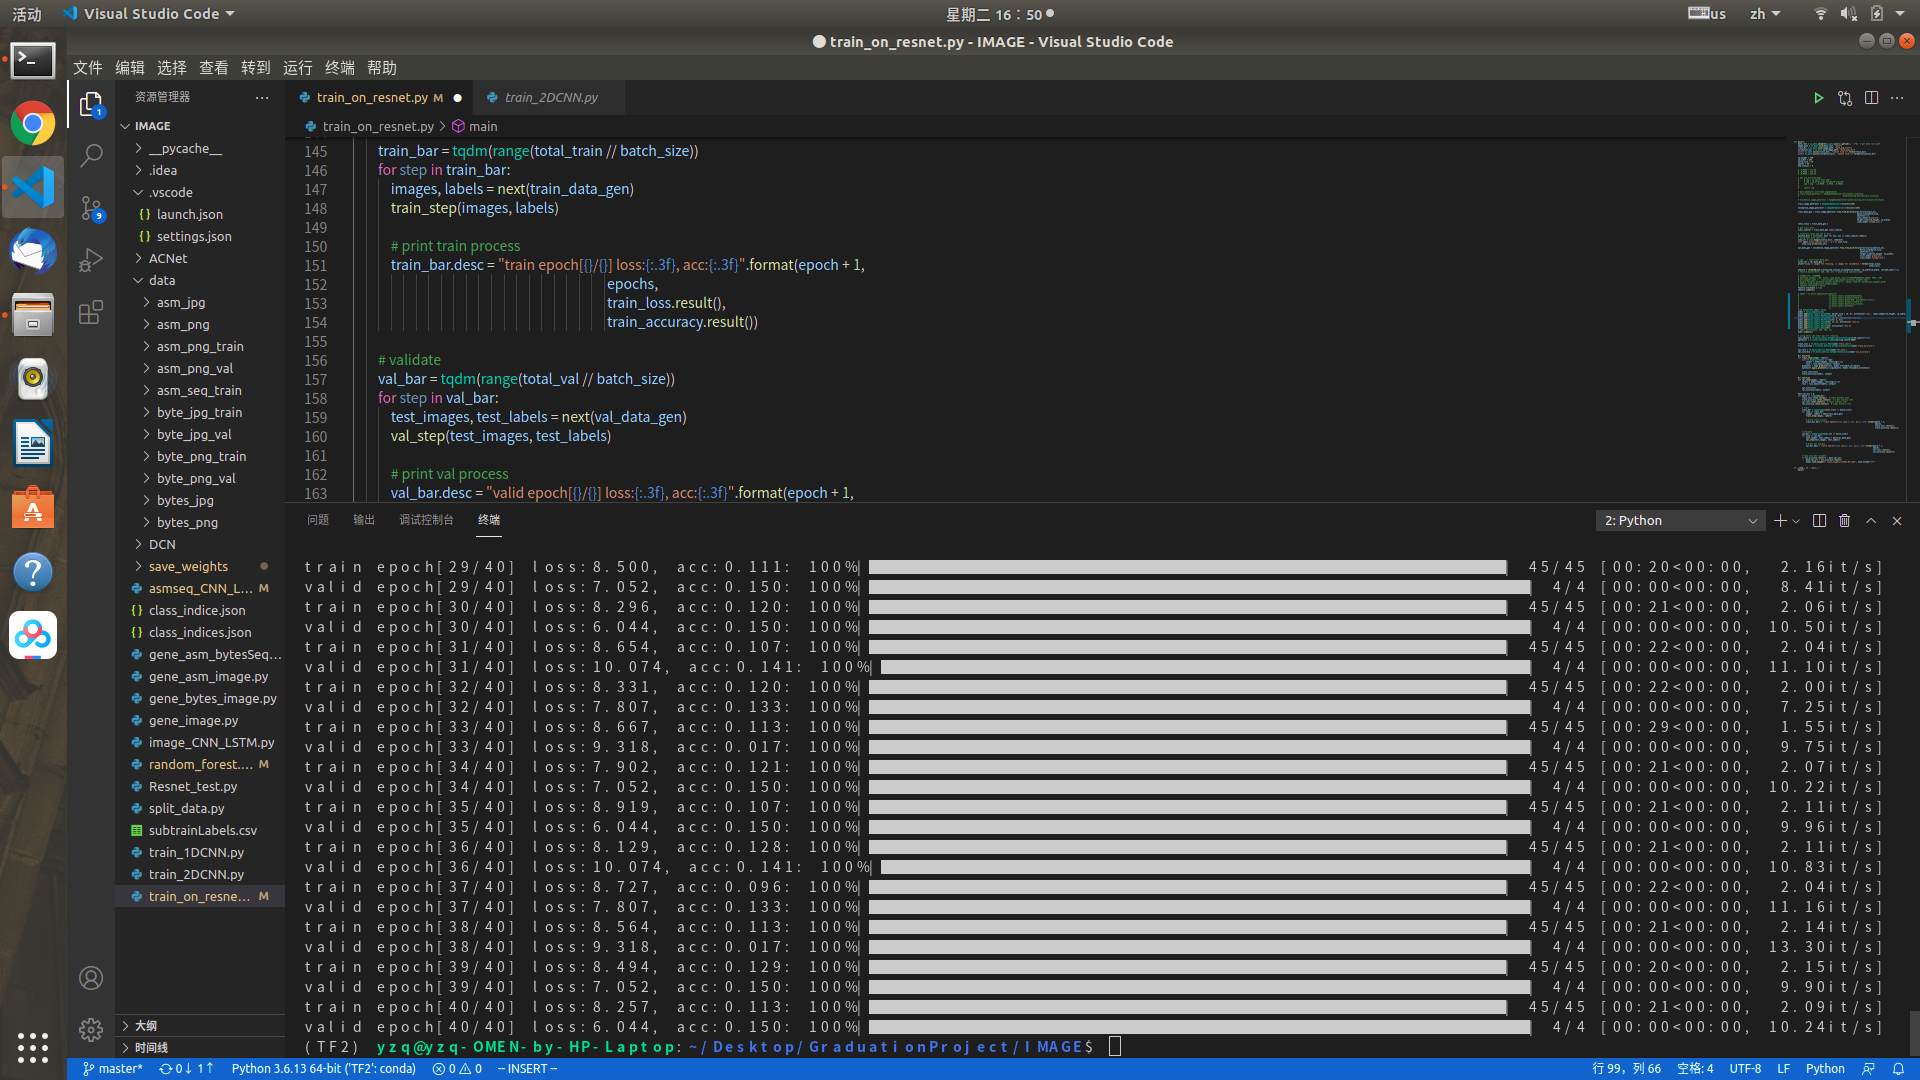 活动
Visual Studio Code
星期二 16：50
us
zh
train_on_resnet.py - IMAGE - Visual Studio Code
文件 编辑 选择 查看 转到 运行 终端 帮助
资源管理器
IMAGE
__pycache__
.idea
.vscode
launch.json
settings.json
ACNet
data
asm_jpg
asm_png
asm_png_train
asm_png_val
asm_seq_train
byte_jpg_train
byte_jpg_val
byte_png_train
byte_png_val
bytes_jpg
bytes_png
DCN
save_weights
asmseq_CNN_L... M
class_indice.json
class_indices.json
gene_asm_bytesSeq...
gene_asm_image.py
gene_bytes_image.py
gene_image.py
image_CNN_LSTM.py
random_forest.... M
Resnet_test.py
split_data.py
subtrainLabels.csv
train_1DCNN.py
train_2DCNN.py
train_on_resne... M
大纲
时间线
1
9
train_on_resnet.py M
train_2DCNN.py
train_on_resnet.py > main
145 train_bar = tqdm(range(total_train // batch_size))
146 for step in train_bar:
147 images, labels = next(train_data_gen)
148 train_step(images, labels)
149
150 # print train process
151 train_bar.desc = "train epoch[{}/{}] loss:{:.3f}, acc:{:.3f}".format(epoch + 1,
152 epochs,
153 train_loss.result(),
154 train_accuracy.result())
155
156 # validate
157 val_bar = tqdm(range(total_val // batch_size))
158 for step in val_bar:
159 test_images, test_labels = next(val_data_gen)
160 val_step(test_images, test_labels)
161
162 # print val process
163 val_bar.desc = "valid epoch[{}/{}] loss:{:.3f}, acc:{:.3f}".format(epoch + 1,
问题 输出 调试控制台 终端
2: Python
train epoch[29/40] loss:8.500, acc:0.111: 100%| 45/45 [00:20<00:00, 2.16it/s]
valid epoch[29/40] loss:7.052, acc:0.150: 100%| 4/4 [00:00<00:00, 8.41it/s]
train epoch[30/40] loss:8.296, acc:0.120: 100%| 45/45 [00:21<00:00, 2.06it/s]
valid epoch[30/40] loss:6.044, acc:0.150: 100%| 4/4 [00:00<00:00, 10.50it/s]
train epoch[31/40] loss:8.654, acc:0.107: 100%| 45/45 [00:22<00:00, 2.04it/s]
valid epoch[31/40] loss:10.074, acc:0.141: 100%| 4/4 [00:00<00:00, 11.10it/s]
train epoch[32/40] loss:8.331, acc:0.120: 100%| 45/45 [00:22<00:00, 2.00it/s]
valid epoch[32/40] loss:7.807, acc:0.133: 100%| 4/4 [00:00<00:00, 7.25it/s]
train epoch[33/40] loss:8.667, acc:0.113: 100%| 45/45 [00:29<00:00, 1.55it/s]
valid epoch[33/40] loss:9.318, acc:0.017: 100%| 4/4 [00:00<00:00, 9.75it/s]
train epoch[34/40] loss:7.902, acc:0.121: 100%| 45/45 [00:21<00:00, 2.07it/s]
valid epoch[34/40] loss:7.052, acc:0.150: 100%| 4/4 [00:00<00:00, 10.22it/s]
train epoch[35/40] loss:8.919, acc:0.107: 100%| 45/45 [00:21<00:00, 2.11it/s]
valid epoch[35/40] loss:6.044, acc:0.150: 100%| 4/4 [00:00<00:00, 9.96it/s]
train epoch[36/40] loss:8.129, acc:0.128: 100%| 45/45 [00:21<00:00, 2.11it/s]
valid epoch[36/40] loss:10.074, acc:0.141: 100%| 4/4 [00:00<00:00, 10.83it/s]
train epoch[37/40] loss:8.727, acc:0.096: 100%| 45/45 [00:22<00:00, 2.04it/s]
valid epoch[37/40] loss:7.807, acc:0.133: 100%| 4/4 [00:00<00:00, 11.16it/s]
train epoch[38/40] loss:8.564, acc:0.113: 100%| 45/45 [00:21<00:00, 2.14it/s]
valid epoch[38/40] loss:9.318, acc:0.017: 100%| 4/4 [00:00<00:00, 13.30it/s]
train epoch[39/40] loss:8.494, acc:0.129: 100%| 45/45 [00:20<00:00, 2.15it/s]
valid epoch[39/40] loss:7.052, acc:0.150: 100%| 4/4 [00:00<00:00, 9.90it/s]
train epoch[40/40] loss:8.257, acc:0.113: 100%| 45/45 [00:21<00:00, 2.09it/s]
valid epoch[40/40] loss:6.044, acc:0.150: 100%| 4/4 [00:00<00:00, 10.24it/s]
(TF2) yzq@yzq-OMEN-by-HP-Laptop:~/Desktop/GraduationProject/IMAGE$
master* 0↓ 1↑ Python 3.6.13 64-bit ('TF2': conda) 0 0 -- INSERT --
行 99，列 66 空格: 4 UTF-8 LF Python